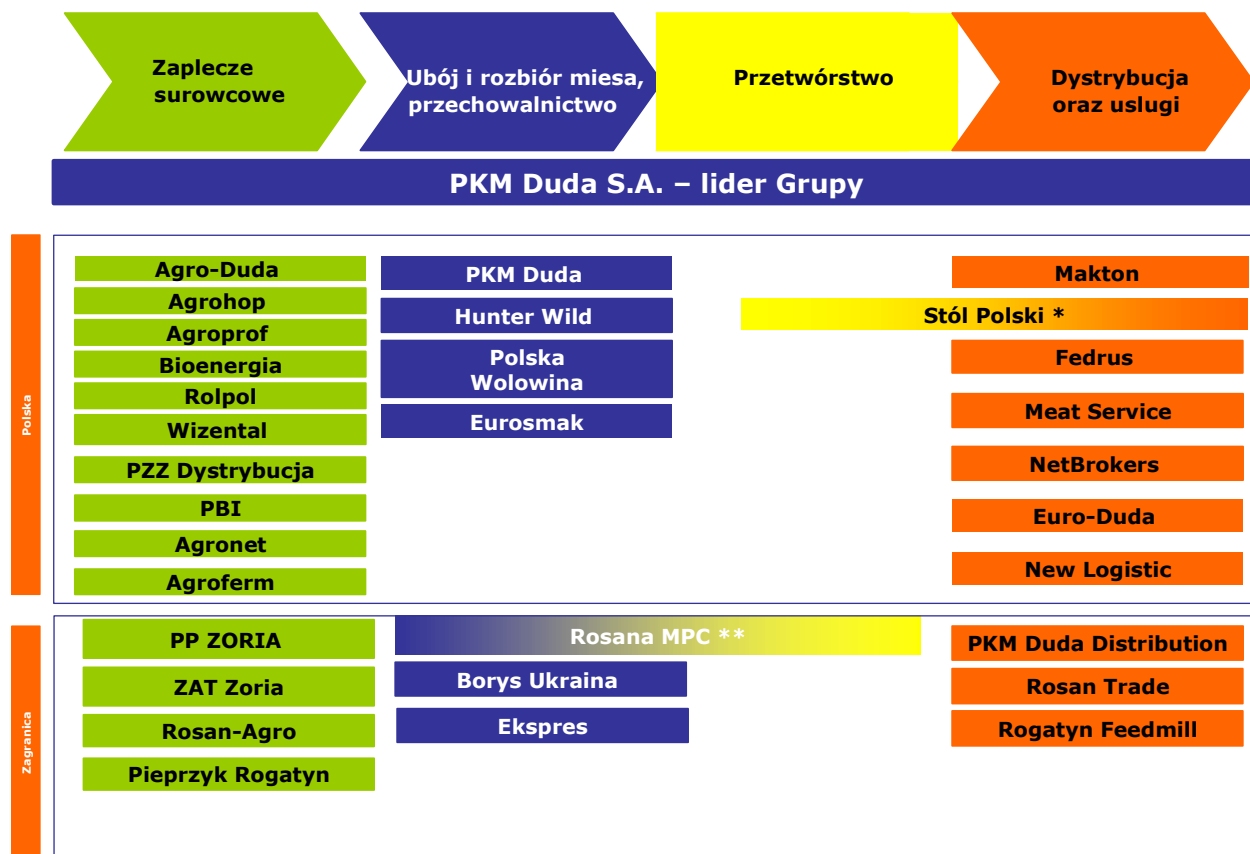 Zaplecze
surowcowe
Ubój i rozbiór miesa,
przechowalnictwo
Przetwórstwo
Dystrybucja
oraz uslugi
PKM Duda S.A. – lider Grupy
Polska
Agro-Duda
Agrohop
Agroprof
Bioenergia
Rolpol
Wizental
PZZ Dystrybucja
PBI
Agronet
Agroferm
PKM Duda
Hunter Wild
Polska
Wolowina
Eurosmak
Makton
Stól Polski *
Fedrus
Meat Service
NetBrokers
Euro-Duda
New Logistic
Zagranica
PP ZORIA
ZAT Zoria
Rosan-Agro
Pieprzyk Rogatyn
Rosana MPC **
Borys Ukraina
Ekspres
PKM Duda Distribution
Rosan Trade
Rogatyn Feedmill